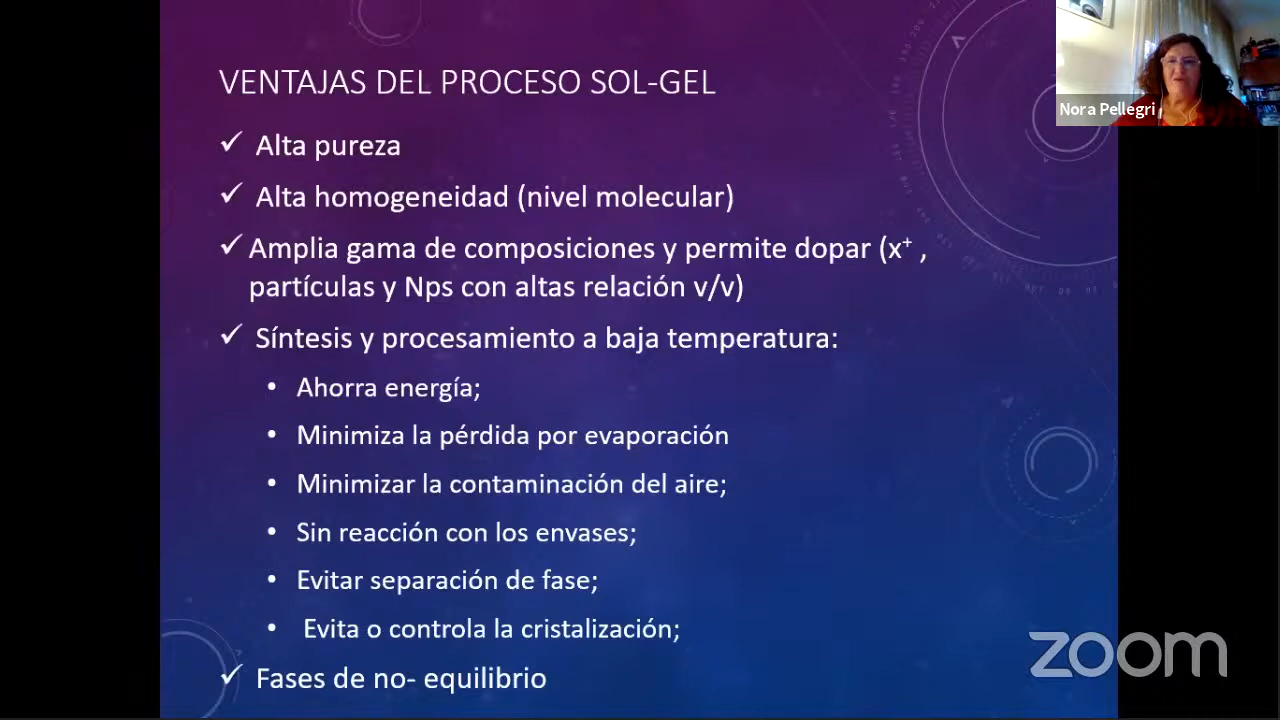 VENTAJAS DEL PROCESO SOL-GEL
Nora Pellegri
✓ Alta pureza
✓ Alta homogeneidad (nivel molecular)
✓ Amplia gama de composiciones y permite dopar (x⁺ ,
partículas y Nps con altas relación v/v)
✓ Síntesis y procesamiento a baja temperatura:
• Ahorra energía;
• Minimiza la pérdida por evaporación
• Minimizar la contaminación del aire;
• Sin reacción con los envases;
• Evitar separación de fase;
• Evita o controla la cristalización;
✓ Fases de no- equilibrio
zoom